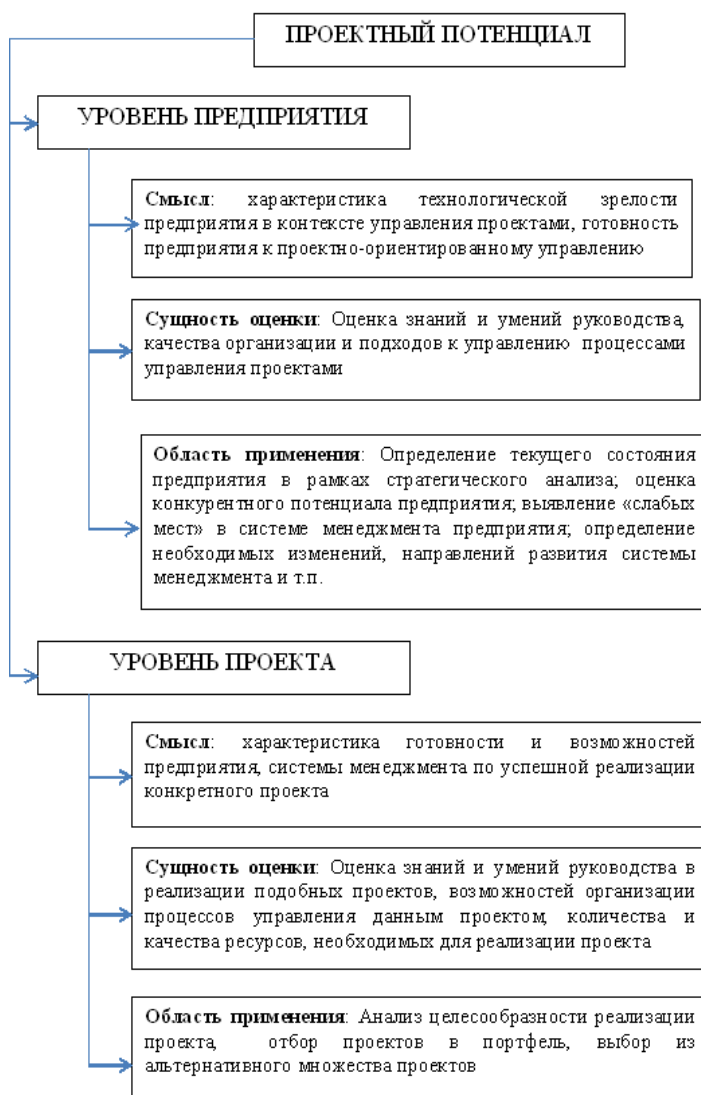 ПРОЕКТНЫЙ ПОТЕНЦИАЛ
УРОВЕНЬ ПРЕДПРИЯТИЯ
Смысл: характеристика технологической зрелости
предприятия в контексте управления проектами, готовность
предприятия к проектно-ориентированному управлению
Сущность оценки: Оценка знаний и умений руководства,
качества организации и подходов к управлению процессами
управления проектами
Область применения: Определение текущего состояния
предприятия в рамках стратегического анализа; оценка
конкурентного потенциала предприятия; выявление «слабых
мест» в системе менеджмента предприятия; определение
необходимых изменений, направлений развития системы
менеджмента и т.п.
УРОВЕНЬ ПРОЕКТА
Смысл: характеристика готовности и возможностей
предприятия, системы менеджмента по успешной реализации
конкретного проекта
Сущность оценки: Оценка знаний и умений руководства в
реализации подобных проектов, возможностей организации
процессов управления данным проектом, количества и
качества ресурсов, необходимых для реализации проекта
Область применения: Анализ целесообразности реализации
проекта, отбор проектов в портфель, выбор из
альтернативного множества проектов